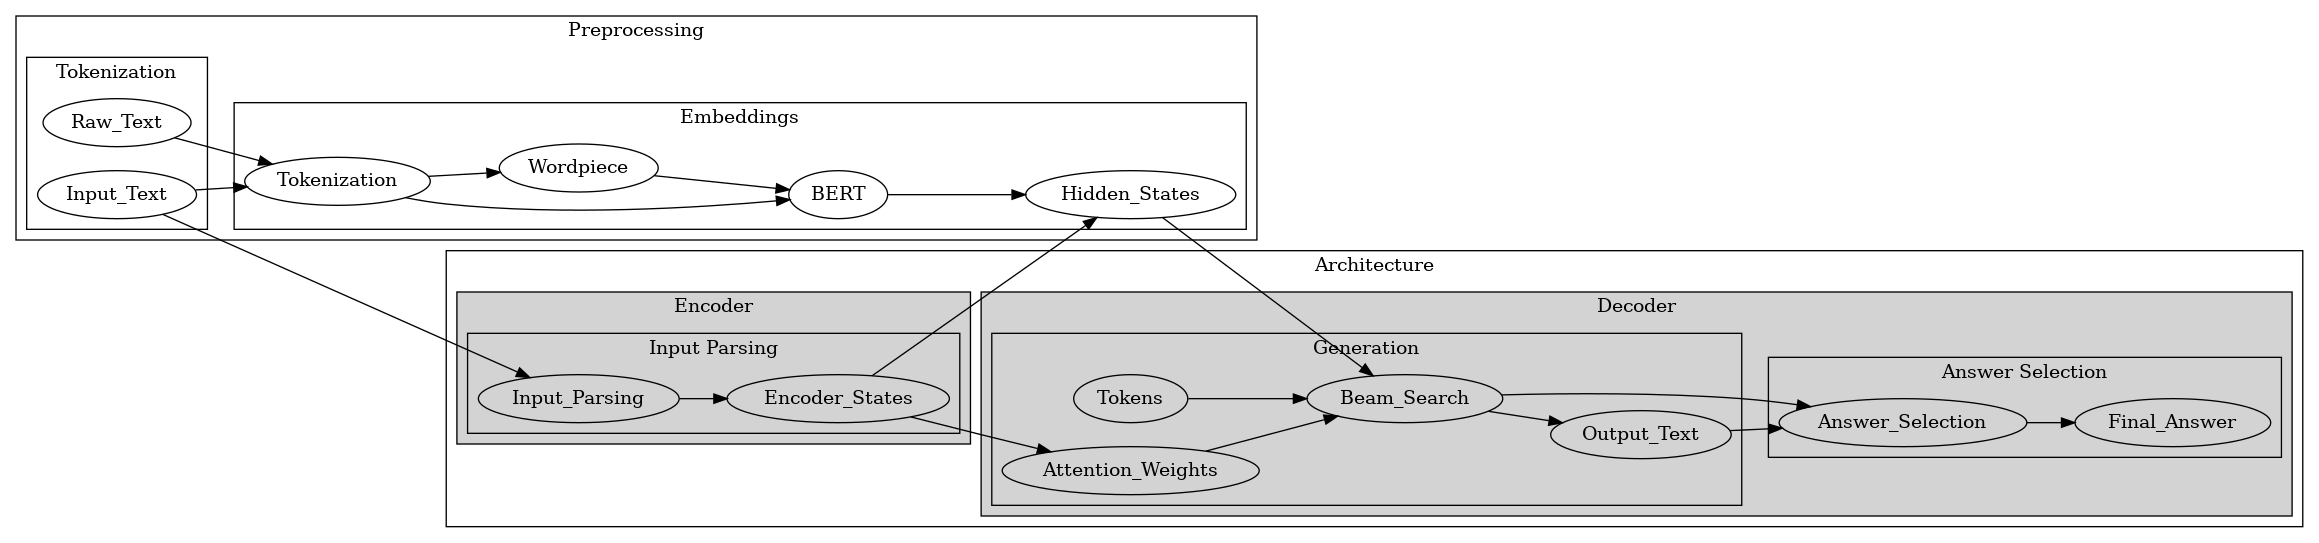 Preprocessing
Tokenization
Raw_Text
Input_Text
Embeddings
Tokenization
Wordpiece
BERT
Hidden_States
Architecture
Encoder
Input Parsing
Input_Parsing
Encoder_States
Decoder
Generation
Tokens
Beam_Search
Output_Text
Attention_Weights
Answer Selection
Answer_Selection
Final_Answer